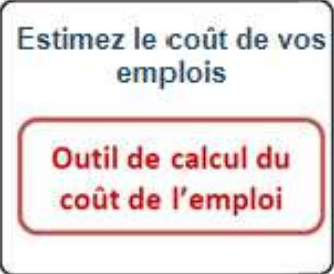 Estimez le coût de vos
emplois
Outil de calcul du
coût de l'emploi